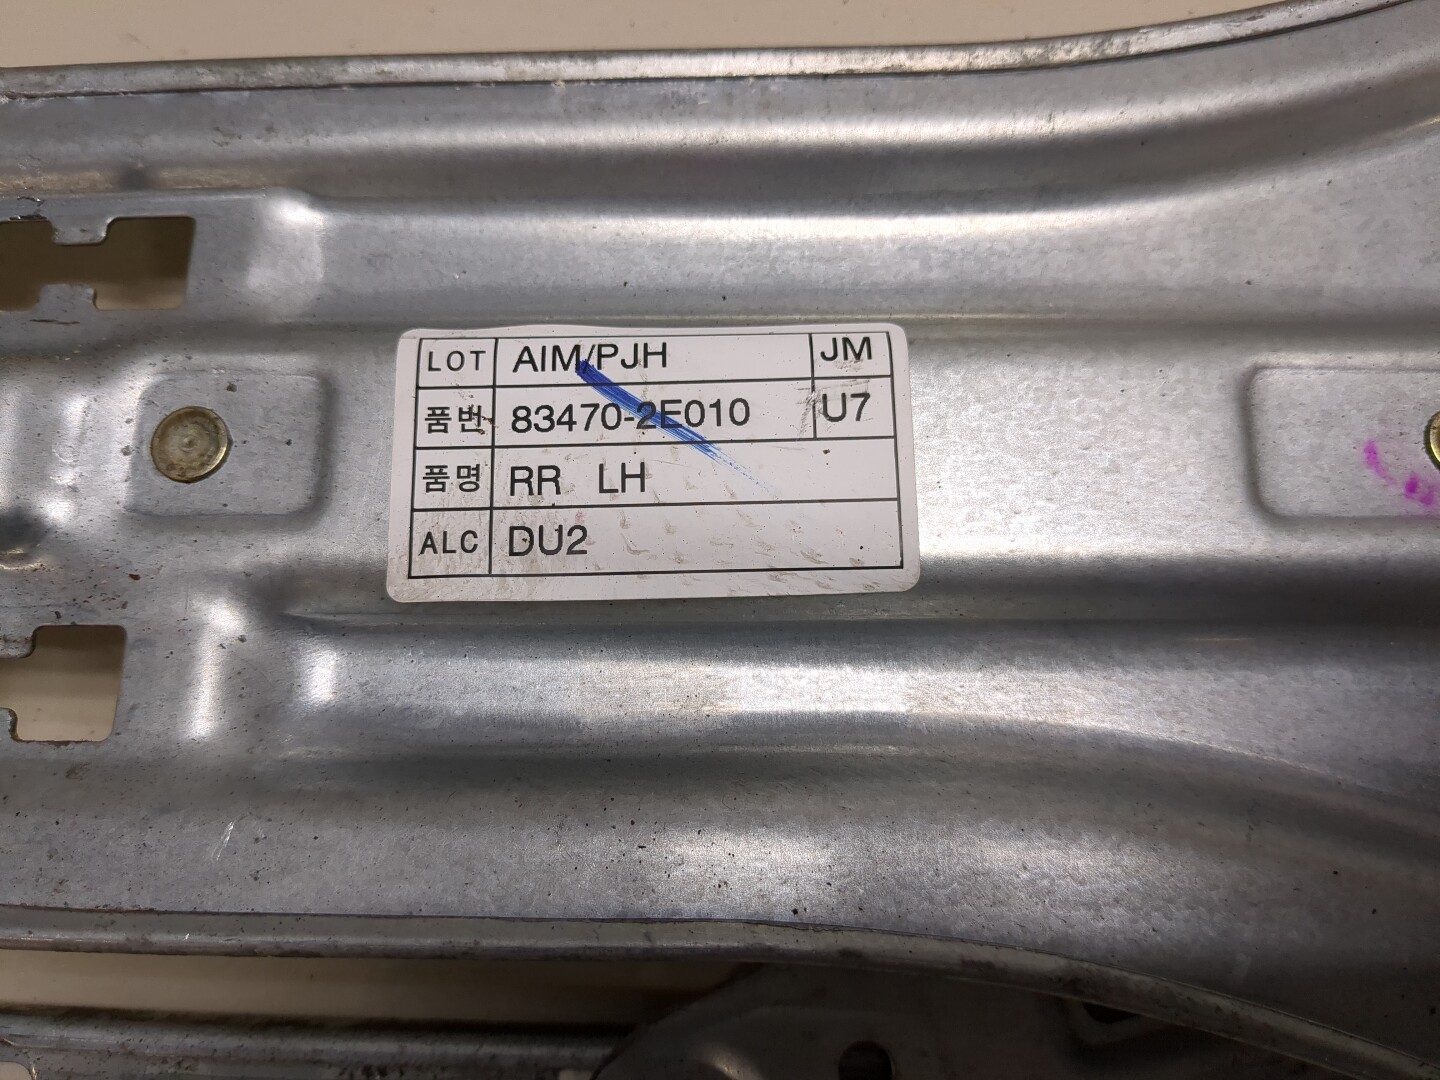 LOT AIM/PJH JM
품번 83470-2E010 U7
품명 RR LH
ALC DU2